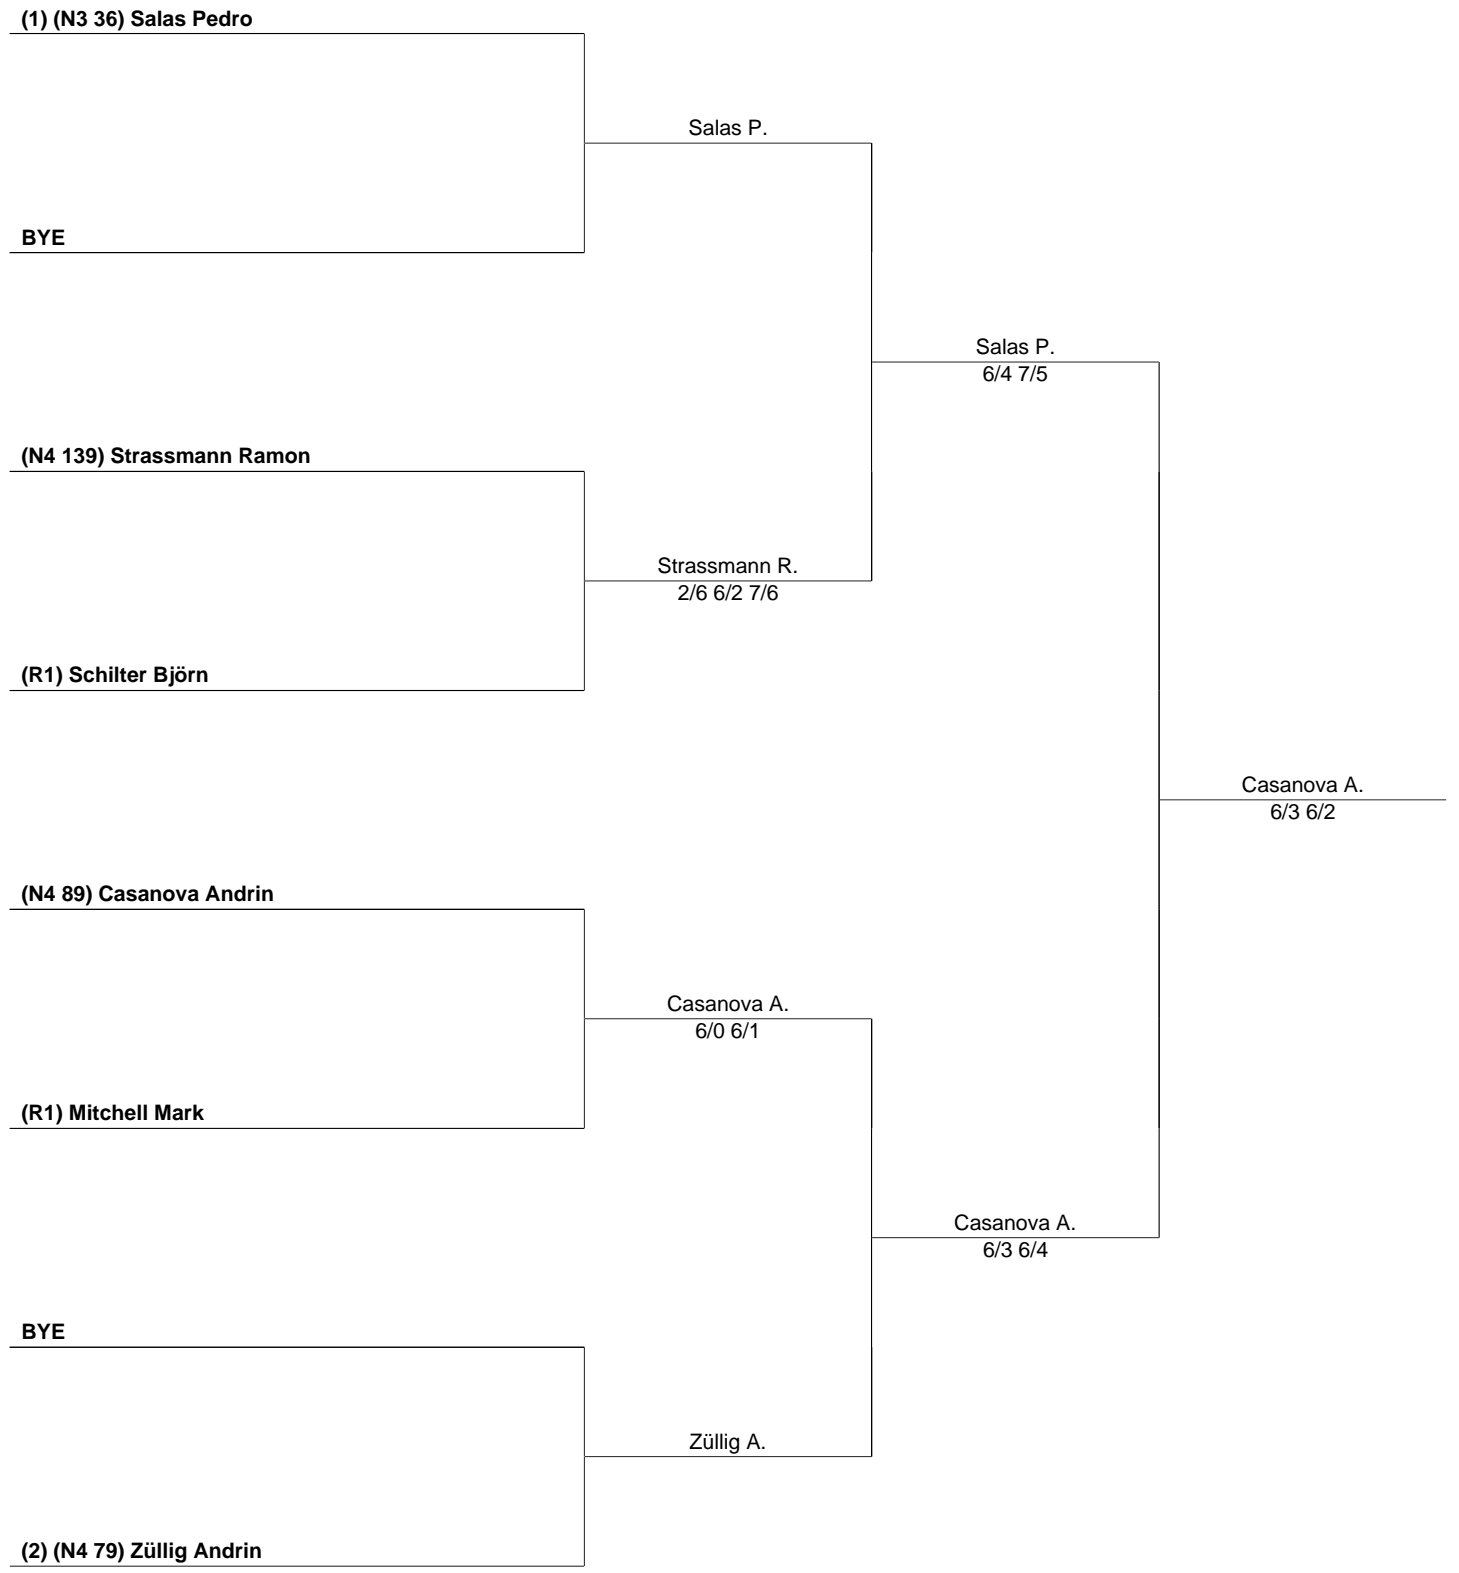 (1) (N3 36) Salas Pedro
Salas P.
BYE
Salas P.
6/4 7/5
(N4 139) Strassmann Ramon
Strassmann R.
2/6 6/2 7/6
(R1) Schilter Björn
Casanova A.
6/3 6/2
(N4 89) Casanova Andrin
Casanova A.
6/0 6/1
(R1) Mitchell Mark
Casanova A.
6/3 6/4
BYE
Züllig A.
(2) (N4 79) Züllig Andrin